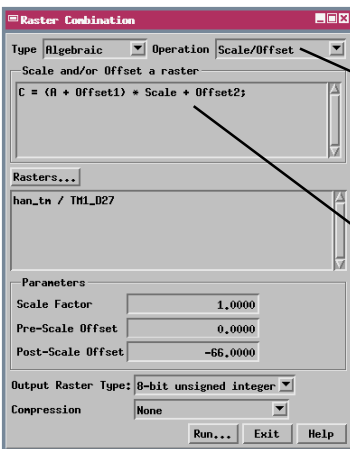 Raster Combination
Type Algebraic Operation Scale/Offset
Scale and/or Offset a raster
C = (A + Offset1) * Scale + Offset2;
Rasters...
han_tm / TM1_D27
Parameters
Scale Factor 1.0000
Pre-Scale Offset 0.0000
Post-Scale Offset -66.0000
Output Raster Type: 8-bit unsigned integer
Compression None
Run... Exit Help